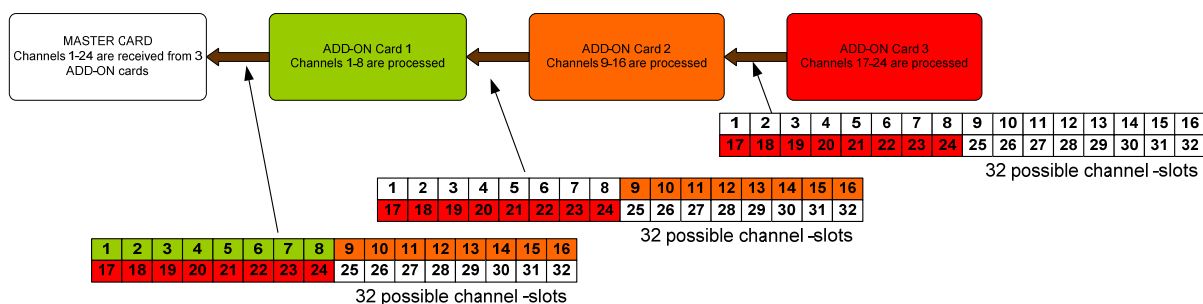 MASTER CARD
Channels 1-24 are received from 3
ADD-ON cards
ADD-ON Card 1
Channels 1-8 are processed
ADD-ON Card 2
Channels 9-16 are processed
ADD-ON Card 3
Channels 17-24 are processed
1 2 3 4 5 6 7 8 9 10 11 12 13 14 15 16
17 18 19 20 21 22 23 24 25 26 27 28 29 30 31 32
32 possible channel -slots
1 2 3 4 5 6 7 8 9 10 11 12 13 14 15 16
17 18 19 20 21 22 23 24 25 26 27 28 29 30 31 32
32 possible channel -slots
1 2 3 4 5 6 7 8 9 10 11 12 13 14 15 16
17 18 19 20 21 22 23 24 25 26 27 28 29 30 31 32
32 possible channel -slots